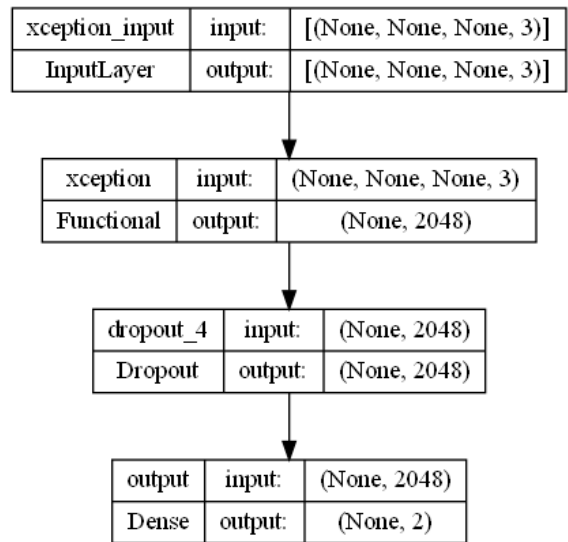 xception_input input: [(None, None, None, 3)]
InputLayer output: [(None, None, None, 3)]
xception input: (None, None, None, 3)
Functional output: (None, 2048)
dropout_4 input: (None, 2048)
Dropout output: (None, 2048)
output input: (None, 2048)
Dense output: (None, 2)